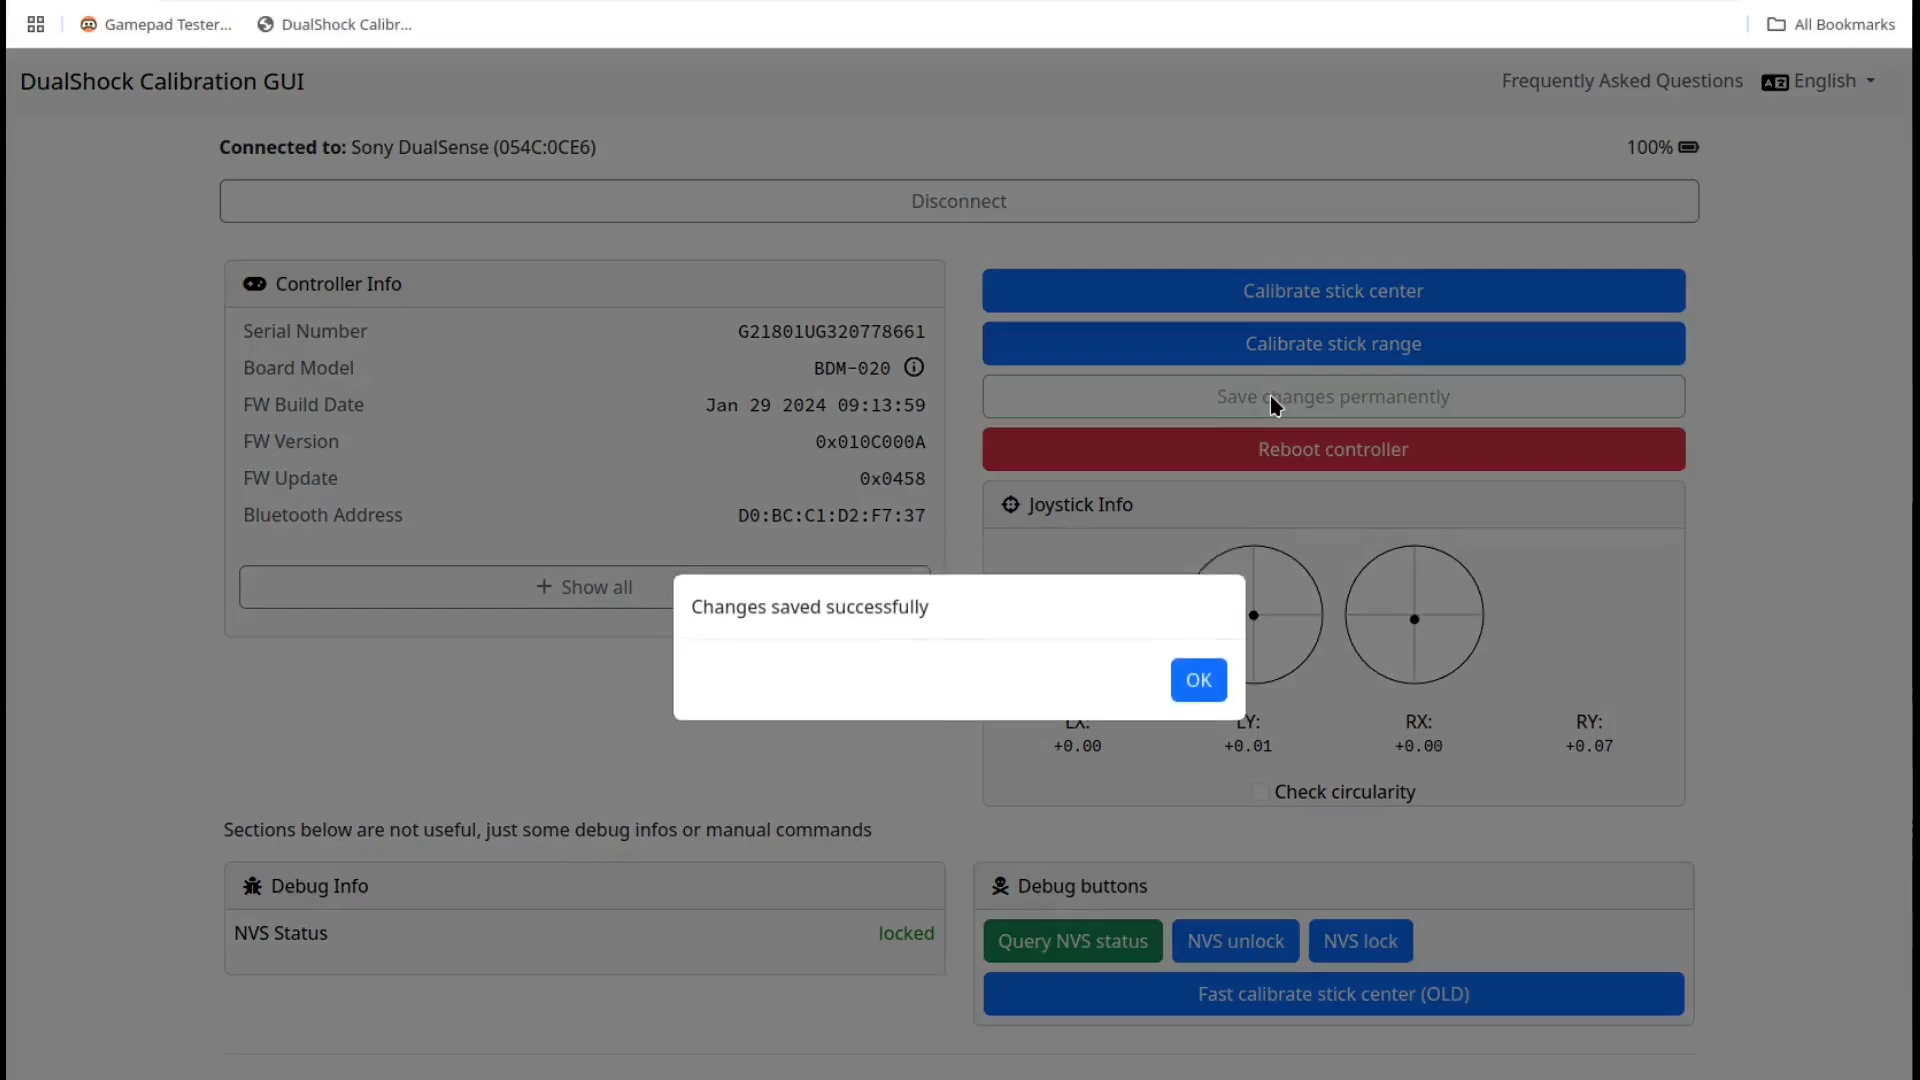 Gamepad Tester...
DualShock Calibr...
All Bookmarks
DualShock Calibration GUI
Frequently Asked Questions
English
Connected to: Sony DualSense (054C:0CE6)
100%
Disconnect
Controller Info
Serial Number G21801UG320778661
Board Model BDM-020
FW Build Date Jan 29 2024 09:13:59
FW Version 0x010C000A
FW Update 0x0458
Bluetooth Address D0:BC:C1:D2:F7:37
+ Show all
Calibrate stick center
Calibrate stick range
Save changes permanently
Reboot controller
Joystick Info
Changes saved successfully
OK
LX: LY: RX: RY:
+0.00 +0.01 +0.00 +0.07
Check circularity
Sections below are not useful, just some debug infos or manual commands
Debug Info
NVS Status locked
Debug buttons
Query NVS status NVS unlock NVS lock
Fast calibrate stick center (OLD)